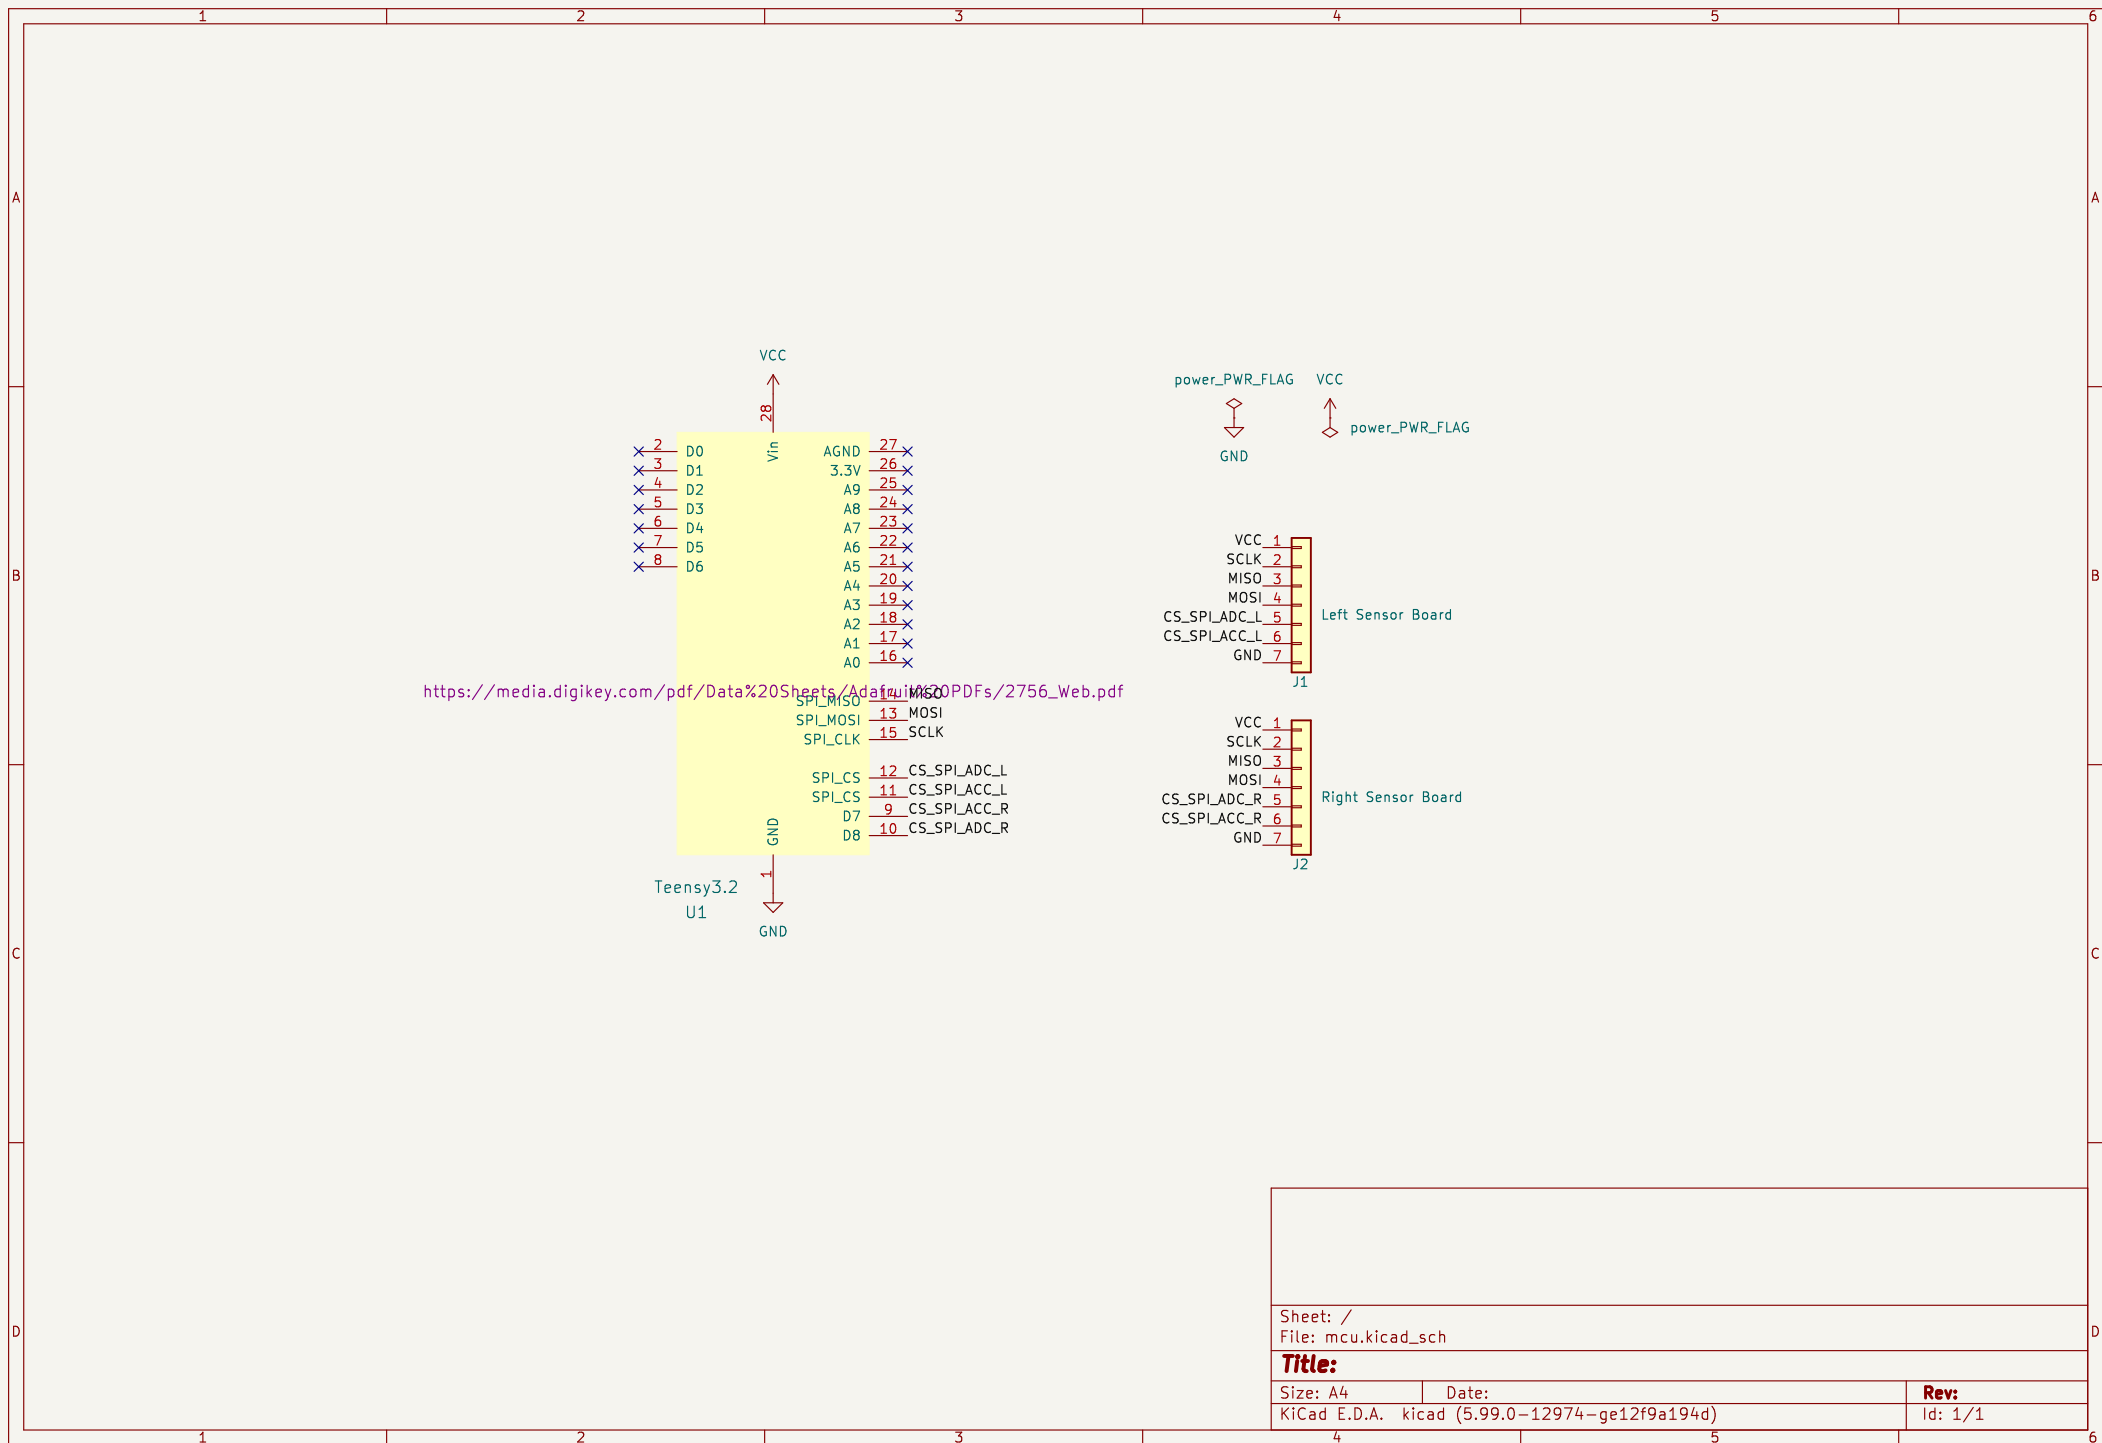 1 2 3 4 5 6
A A
B B
C C
D D
VCC
28
Vin
2 D0
3 D1
4 D2
5 D3
6 D4
7 D5
8 D6
AGND 27
3.3V 26
A9 25
A8 24
A7 23
A6 22
A5 21
A4 20
A3 19
A2 18
A1 17
A0 16
https://media.digikey.com/pdf/Data%20Sheets/Adafruit%20PDFs/2756_Web.pdf
SPI_MISO 14 MISO
SPI_MOSI 13 MOSI
SPI_CLK 15 SCLK
SPI_CS 12 CS_SPI_ADC_L
SPI_CS 11 CS_SPI_ACC_L
D7 9 CS_SPI_ACC_R
D8 10 CS_SPI_ADC_R
GND
1
Teensy3.2
U1
GND
power_PWR_FLAG
GND
VCC
power_PWR_FLAG
VCC 1
SCLK 2
MISO 3
MOSI 4
CS_SPI_ADC_L 5
CS_SPI_ACC_L 6
GND 7
Left Sensor Board
J1
VCC 1
SCLK 2
MISO 3
MOSI 4
CS_SPI_ADC_R 5
CS_SPI_ACC_R 6
GND 7
Right Sensor Board
J2
Sheet: /
File: mcu.kicad_sch
Title:
Size: A4 Date: Rev:
KiCad E.D.A. kicad (5.99.0-12974-ge12f9a194d) Id: 1/1
1 2 3 4 5 6